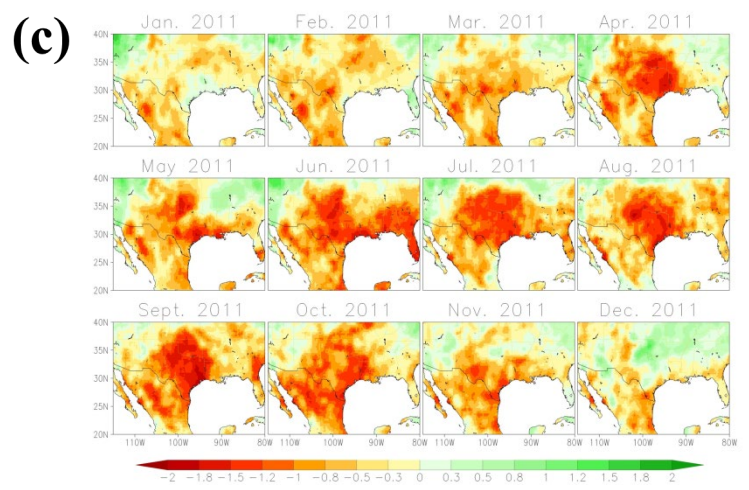 (c)
Jan. 2011 Feb. 2011 Mar. 2011 Apr. 2011
40N
35N
30N
25N
20N
May 2011 Jun. 2011 Jul. 2011 Aug. 2011
40N
35N
30N
25N
20N
Sept. 2011 Oct. 2011 Nov. 2011 Dec. 2011
40N
35N
30N
25N
20N
110W 100W 90W 80W 110W 100W 90W 80W 110W 100W 90W 80W 110W 100W 90W 80W
-2 -1.8 -1.5 -1.2 -1 -0.8 -0.5 -0.3 0 0.3 0.5 0.8 1 1.2 1.5 1.8 2